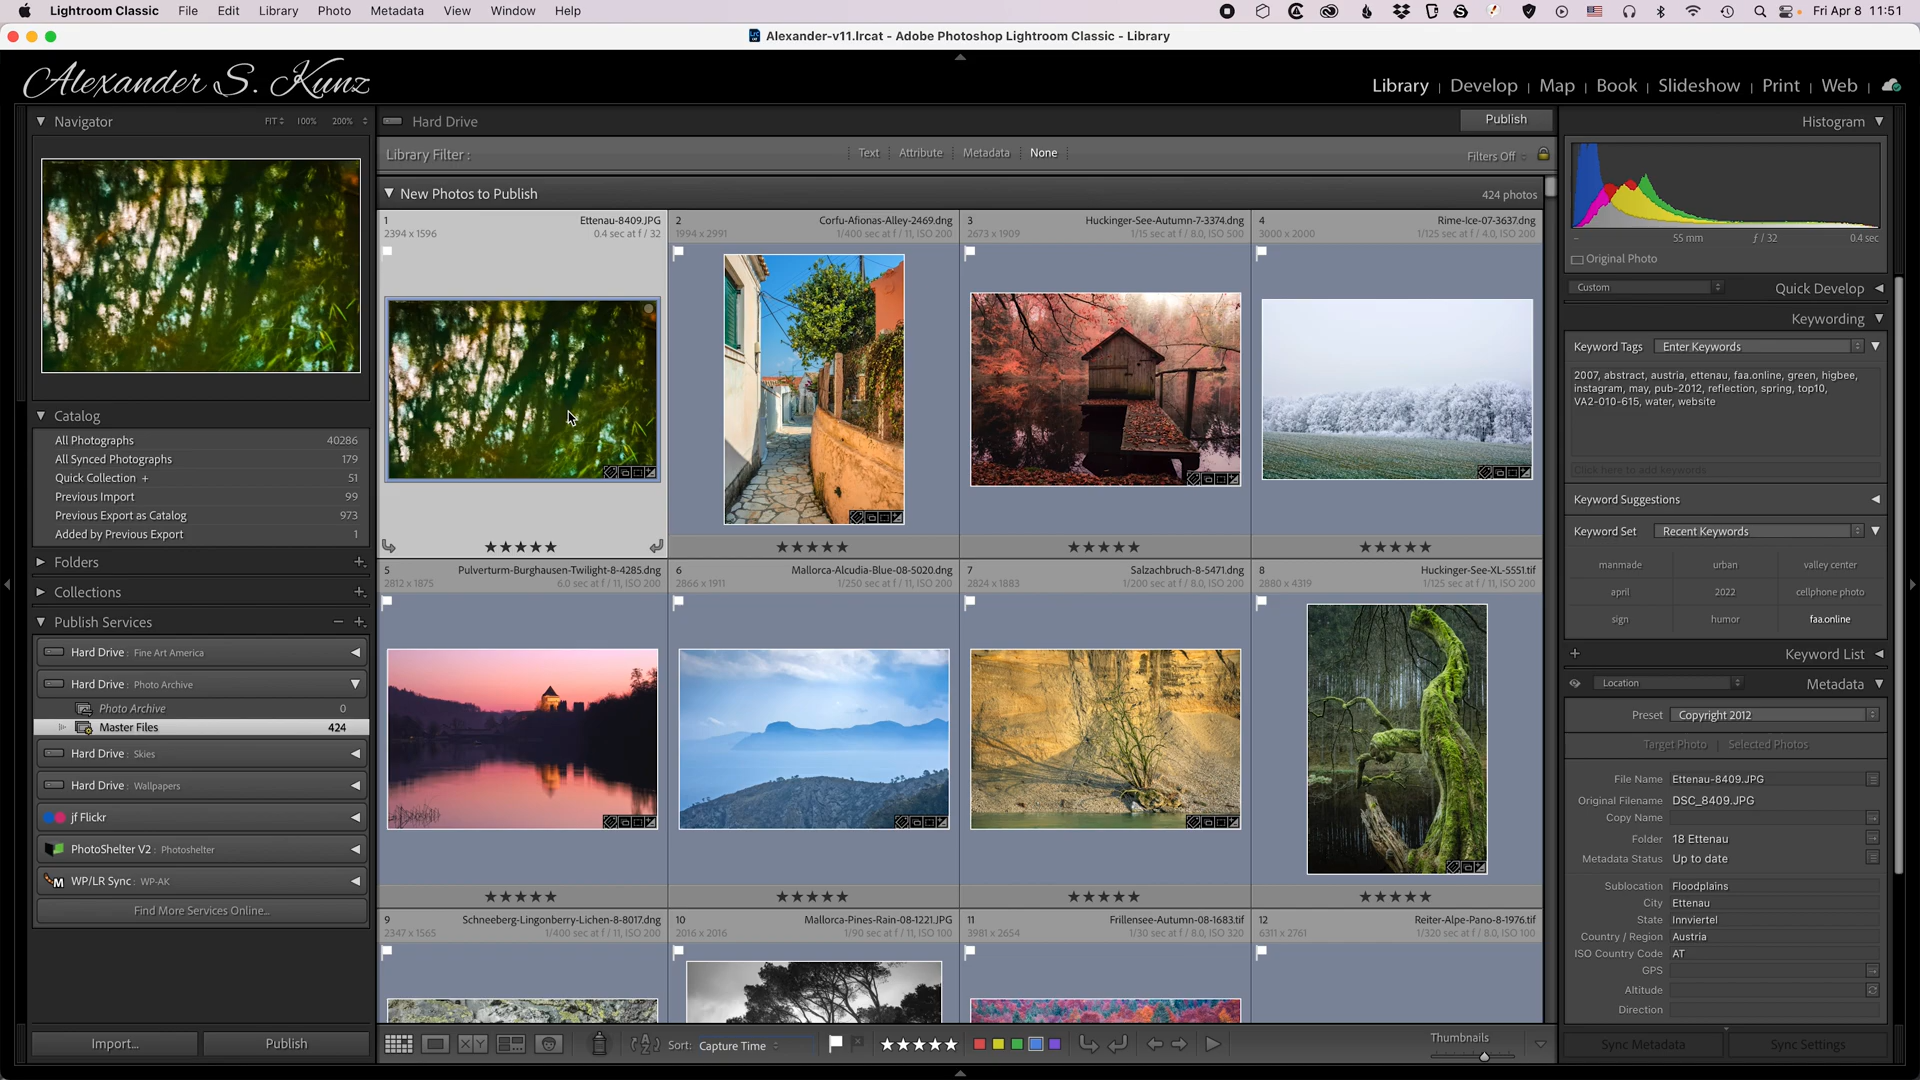 Lightroom Classic File Edit Library Photo Metadata View Window Help Fri Apr 8 11:51
Alexander-v11.lrcat - Adobe Photoshop Lightroom Classic - Library
Alexander S. Kunz
Library | Develop | Map | Book | Slideshow | Print | Web |
Navigator FIT 100% 200%
Hard Drive Publish
Histogram
Library Filter : Text Attribute Metadata None Filters Off
New Photos to Publish 424 photos
1 Ettenau-8409.JPG
2394 x 1596 0.4 sec at f / 32
2 Corfu-Afionas-Alley-2469.dng
1994 x 2991 1/400 sec at f / 11, ISO 200
3 Huckinger-See-Autumn-7-3374.dng
2673 x 1909 1/15 sec at f / 8.0, ISO 500
4 Rime-Ice-07-3637.dng
3000 x 2000 1/125 sec at f / 4.0, ISO 200
55 mm f / 32 0.4 sec
Original Photo
Custom Quick Develop
Keywording
Keyword Tags Enter Keywords
2007, abstract, austria, ettenau, faa.online, green, higbee,
instagram, may, pub-2012, reflection, spring, top10,
VA2-010-615, water, website
Click here to add keywords
Keyword Suggestions
Keyword Set Recent Keywords
manmade urban valley center
april 2022 cellphone photo
sign humor faa.online
Keyword List
Location Metadata
Preset Copyright 2012
Target Photo Selected Photos
File Name Ettenau-8409.JPG
Original Filename DSC_8409.JPG
Copy Name
Folder 18 Ettenau
Metadata Status Up to date
Sublocation Floodplains
City Ettenau
State Innviertel
Country / Region Austria
ISO Country Code AT
GPS
Altitude
Direction
Sync Metadata Sync Settings
Catalog
All Photographs 40286
All Synced Photographs 179
Quick Collection + 51
Previous Import 99
Previous Export as Catalog 973
Added by Previous Export 1
Folders
Collections
Publish Services
Hard Drive : Fine Art America
Hard Drive : Photo Archive
Photo Archive 0
Master Files 424
Hard Drive : Skies
Hard Drive : Wallpapers
jf Flickr
PhotoShelter V2 : Photoshelter
WP/LR Sync : WP-AK
Find More Services Online...
Import... Publish
5 Pulverturm-Burghausen-Twilight-8-4285.dng
2812 x 1875 6.0 sec at f / 11, ISO 200
6 Mallorca-Alcudia-Blue-08-5020.dng
2866 x 1911 1/250 sec at f / 11, ISO 200
7 Salzachbruch-8-5471.dng
2824 x 1883 1/200 sec at f / 8.0, ISO 200
8 Huckinger-See-XL-5551.tif
2880 x 4319 1/125 sec at f / 11, ISO 200
9 Schneeberg-Lingonberry-Lichen-8-8017.dng
2347 x 1565 1/400 sec at f / 11, ISO 200
10 Mallorca-Pines-Rain-08-1221.JPG
2016 x 2016 1/90 sec at f / 11, ISO 100
11 Frillensee-Autumn-08-1683.tif
3981 x 2654 1/30 sec at f / 8.0, ISO 320
12 Reiter-Alpe-Pano-8-1976.tif
6311 x 2761 1/320 sec at f / 8.0, ISO 100
X Y Sort: Capture Time Thumbnails